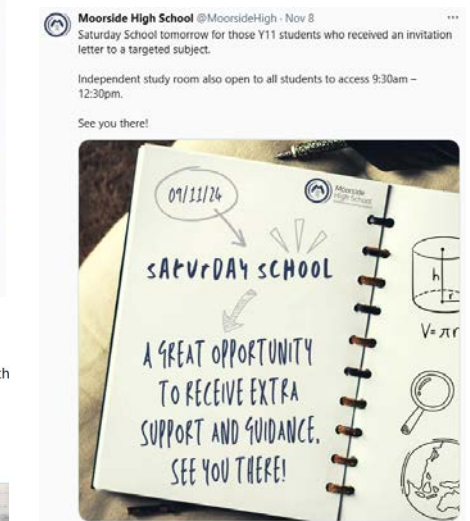 Moorside High School @MoorsideHigh · Nov 8
Saturday School tomorrow for those Y11 students who received an invitation
letter to a targeted subject.
Independent study room also open to all students to access 9:30am –
12:30pm.
See you there!
09/11/24
Moorside
High School
SATURDAY SCHOOL
A GREAT OPPORTUNITY
TO RECEIVE EXTRA
SUPPORT AND GUIDANCE.
SEE YOU THERE!
h
r
V= πr